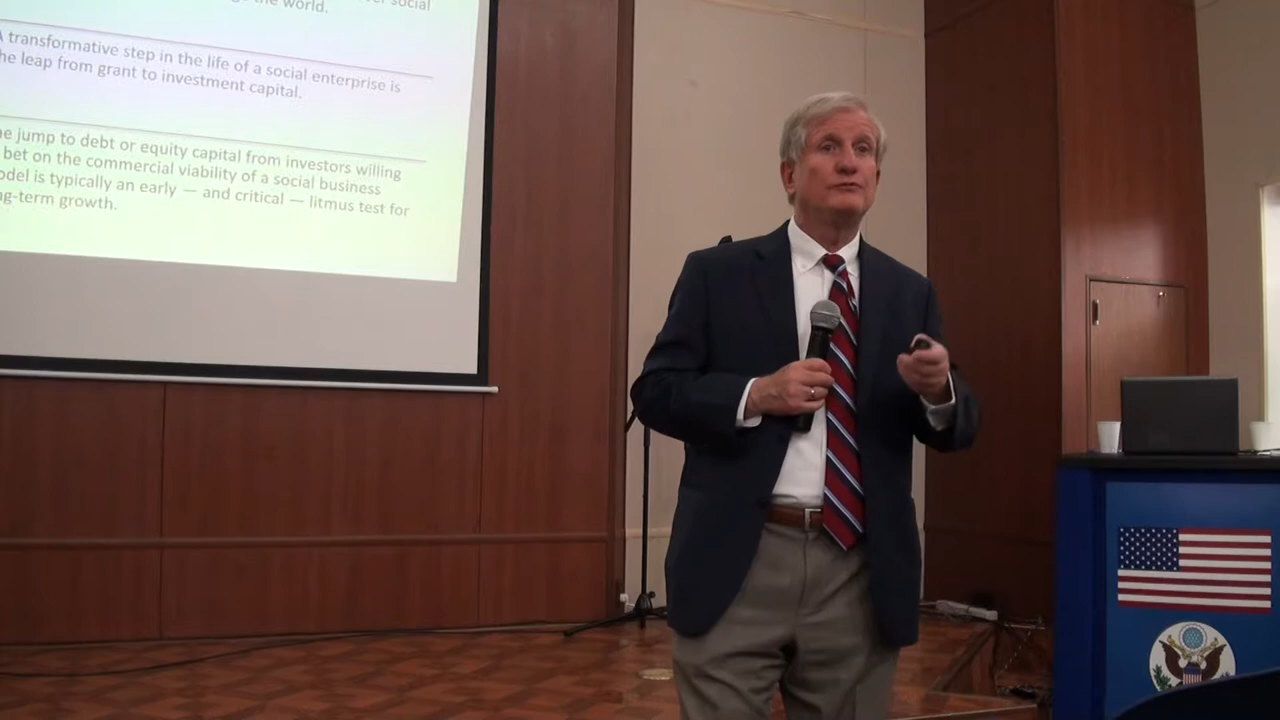 the world.
social
A transformative step in the life of a social enterprise is
he leap from grant to investment capital.
e jump to debt or equity capital from investors willing
bet on the commercial viability of a social business
odel is typically an early — and critical — litmus test for
ng-term growth.